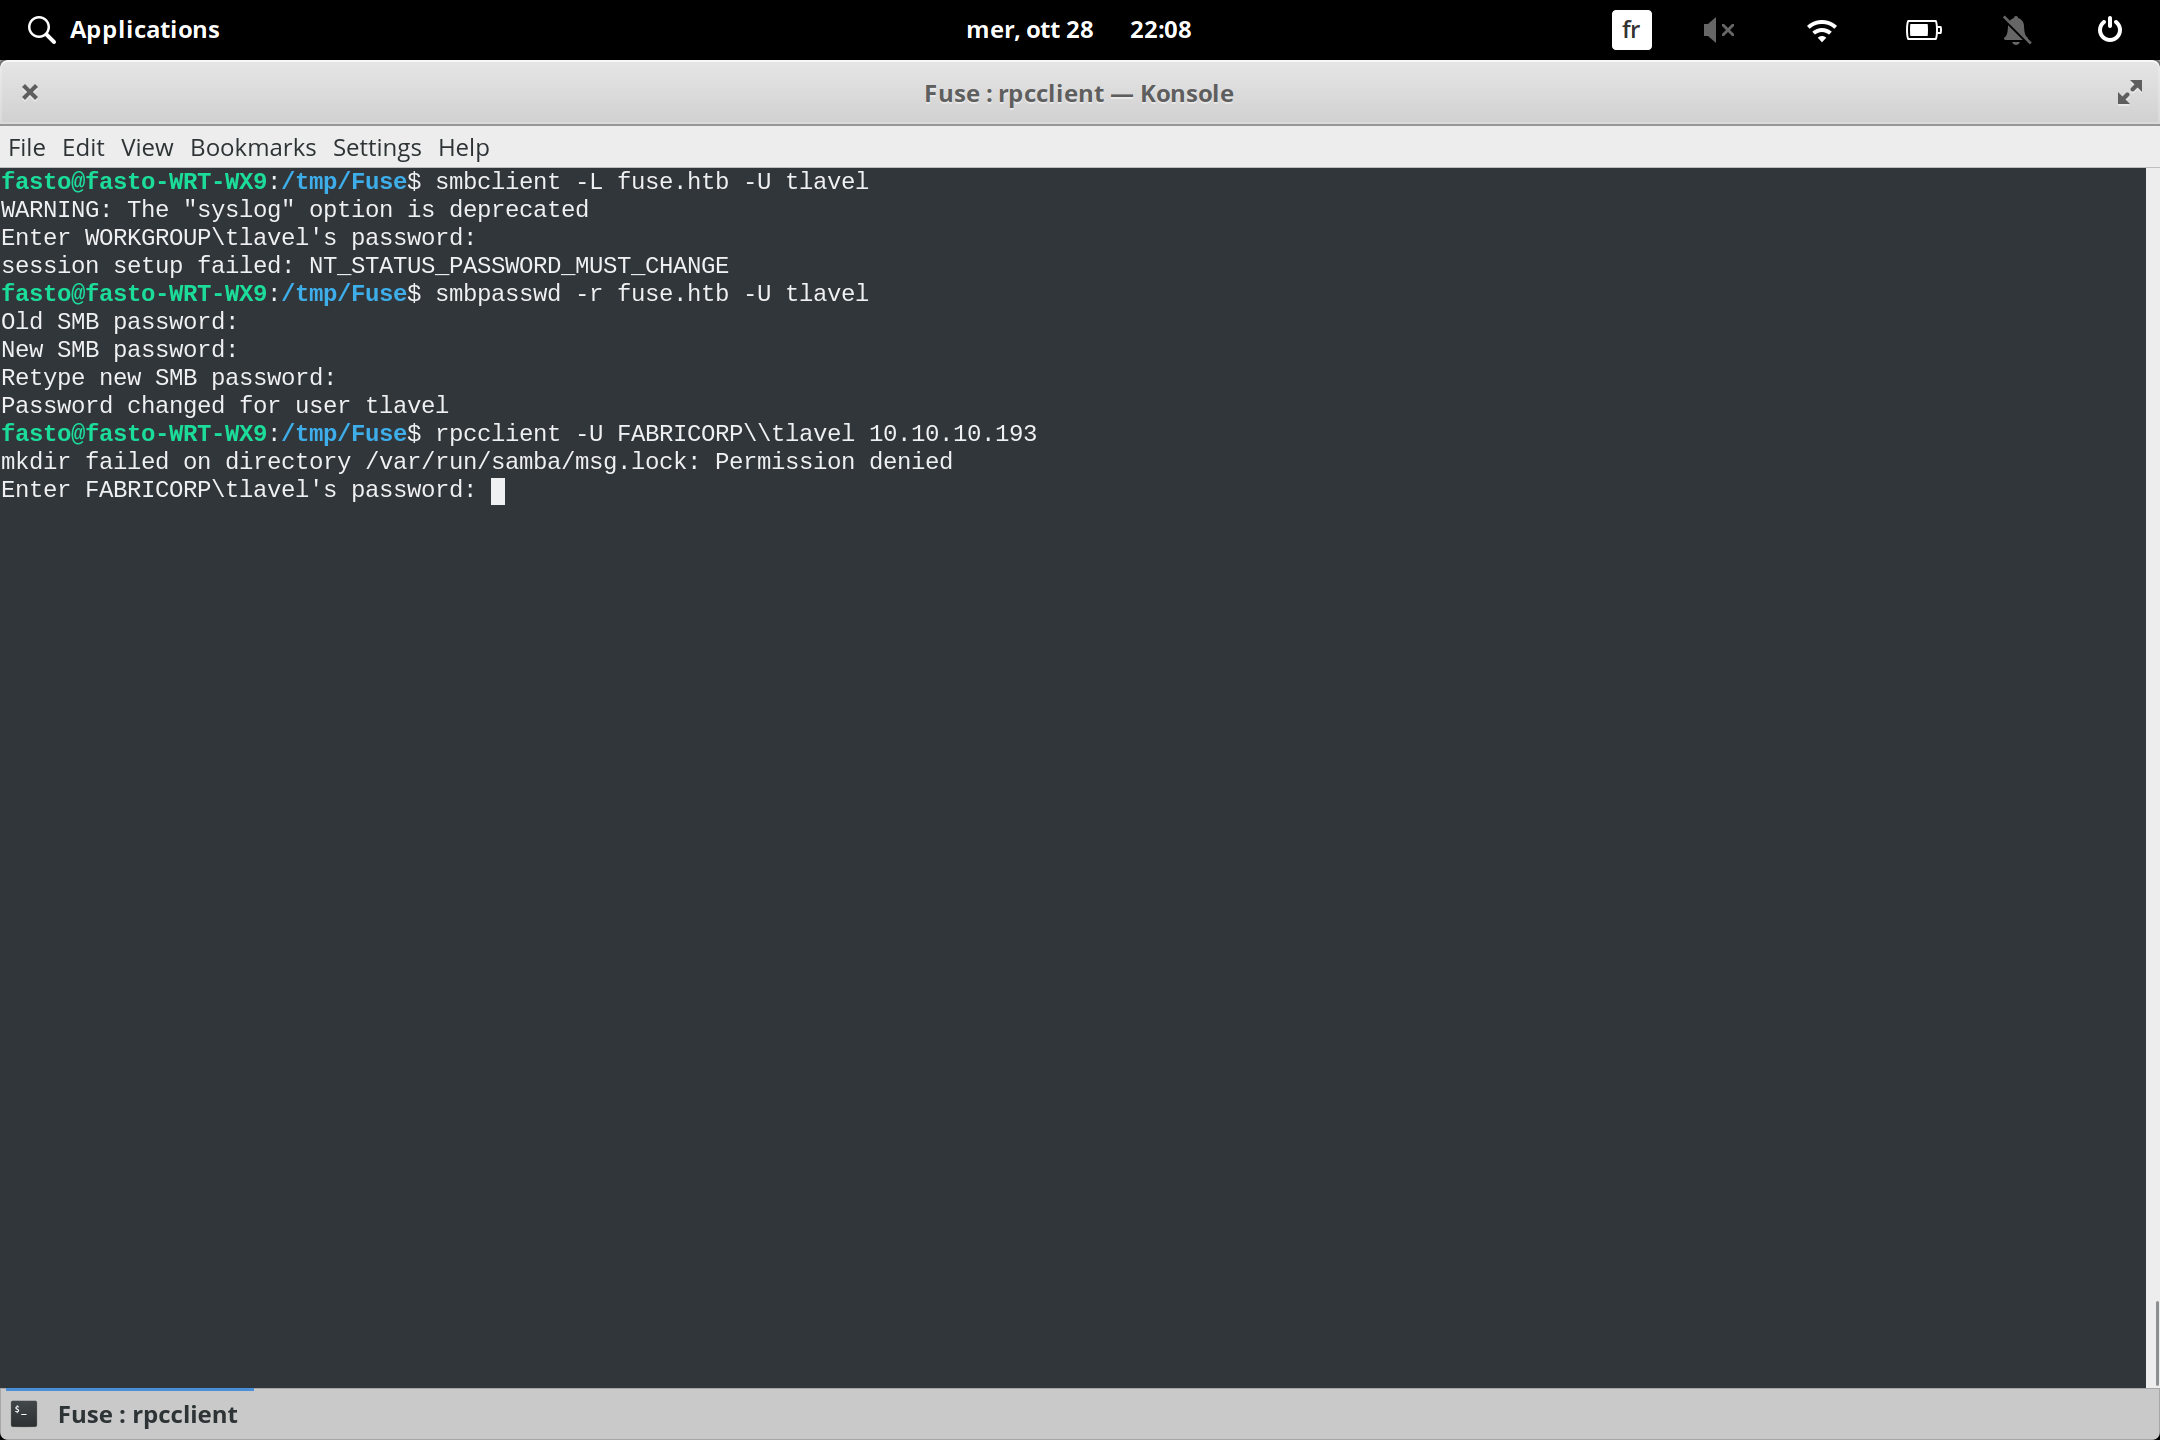 Applications mer, ott 28 22:08 fr
Fuse : rpcclient — Konsole
File Edit View Bookmarks Settings Help
fasto@fasto-WRT-WX9:/tmp/Fuse$ smbclient -L fuse.htb -U tlavel
WARNING: The "syslog" option is deprecated
Enter WORKGROUP\tlavel's password:
session setup failed: NT_STATUS_PASSWORD_MUST_CHANGE
fasto@fasto-WRT-WX9:/tmp/Fuse$ smbpasswd -r fuse.htb -U tlavel
Old SMB password:
New SMB password:
Retype new SMB password:
Password changed for user tlavel
fasto@fasto-WRT-WX9:/tmp/Fuse$ rpcclient -U FABRICORP\\tlavel 10.10.10.193
mkdir failed on directory /var/run/samba/msg.lock: Permission denied
Enter FABRICORP\tlavel's password:
Fuse : rpcclient